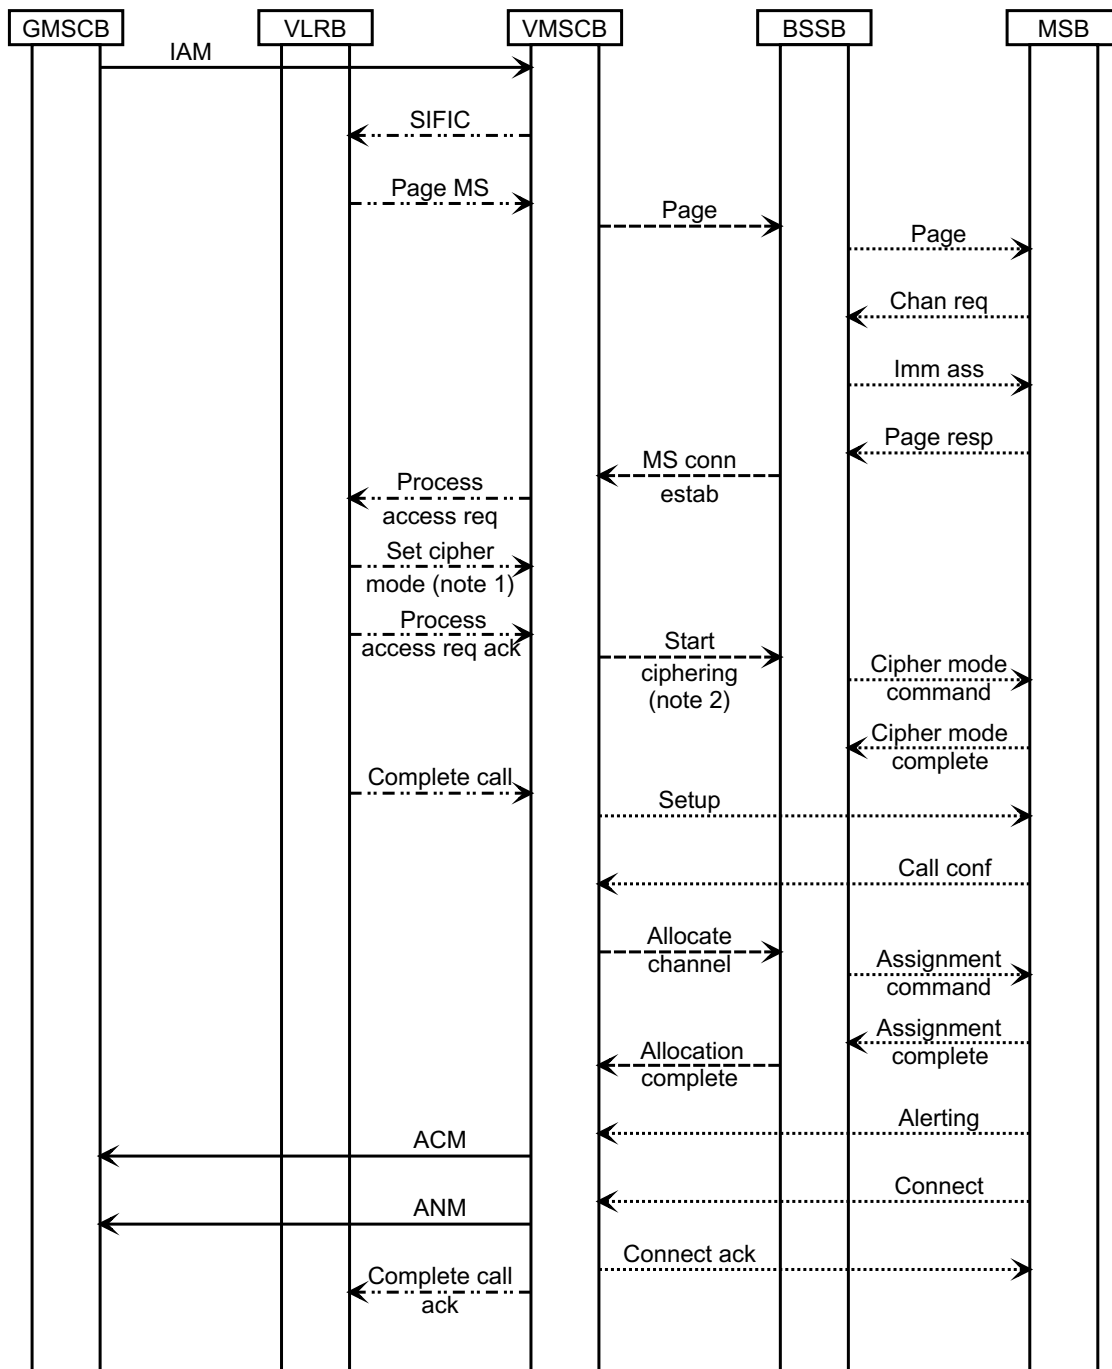 GMSCB
VLRB
VMSCB
BSSB
MSB
IAM
SIFIC
Page MS
Page
Page
Chan req
Imm ass
Page resp
MS conn
estab
Process
access req
Set cipher
mode (note 1)
Process
access req ack
Start
ciphering
(note 2)
Cipher mode
command
Cipher mode
complete
Complete call
Setup
Call conf
Allocate
channel
Assignment
command
Assignment
complete
Allocation
complete
Alerting
ACM
Connect
ANM
Connect ack
Complete call
ack